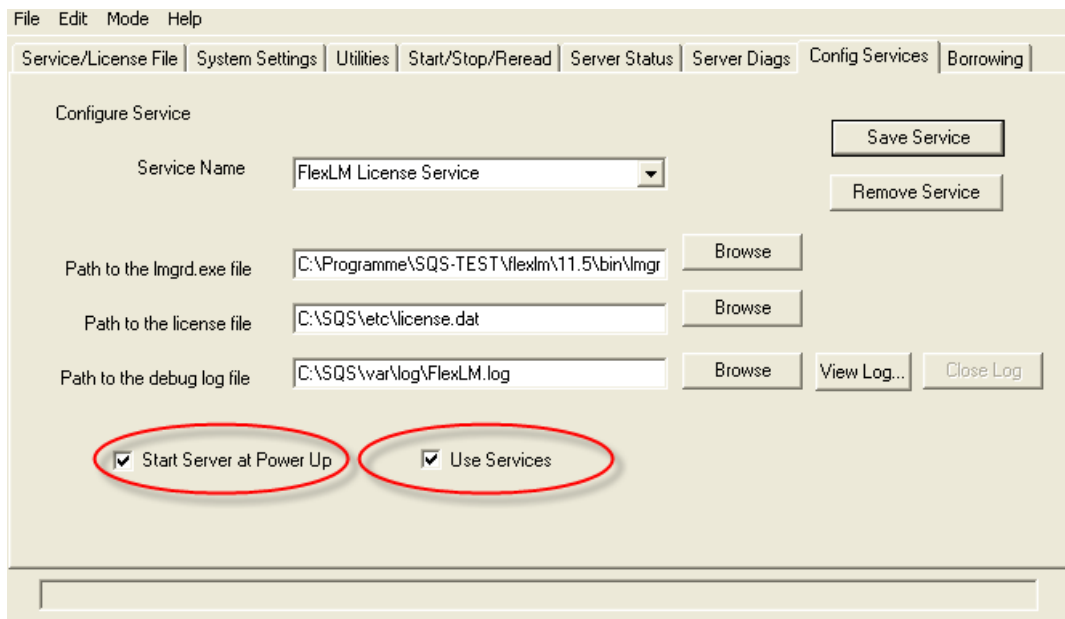 File Edit Mode Help
Service/License File System Settings Utilities Start/Stop/Reread Server Status Server Diags Config Services Borrowing
Configure Service
Save Service
Service Name FlexLM License Service
Remove Service
Path to the lmgrd.exe file C:\Programme\SQS-TEST\flexlm\11.5\bin\lmgr Browse
Path to the license file C:\SQS\etc\license.dat Browse
Path to the debug log file C:\SQS\var\log\FlexLM.log Browse View Log... Close Log
Start Server at Power Up Use Services